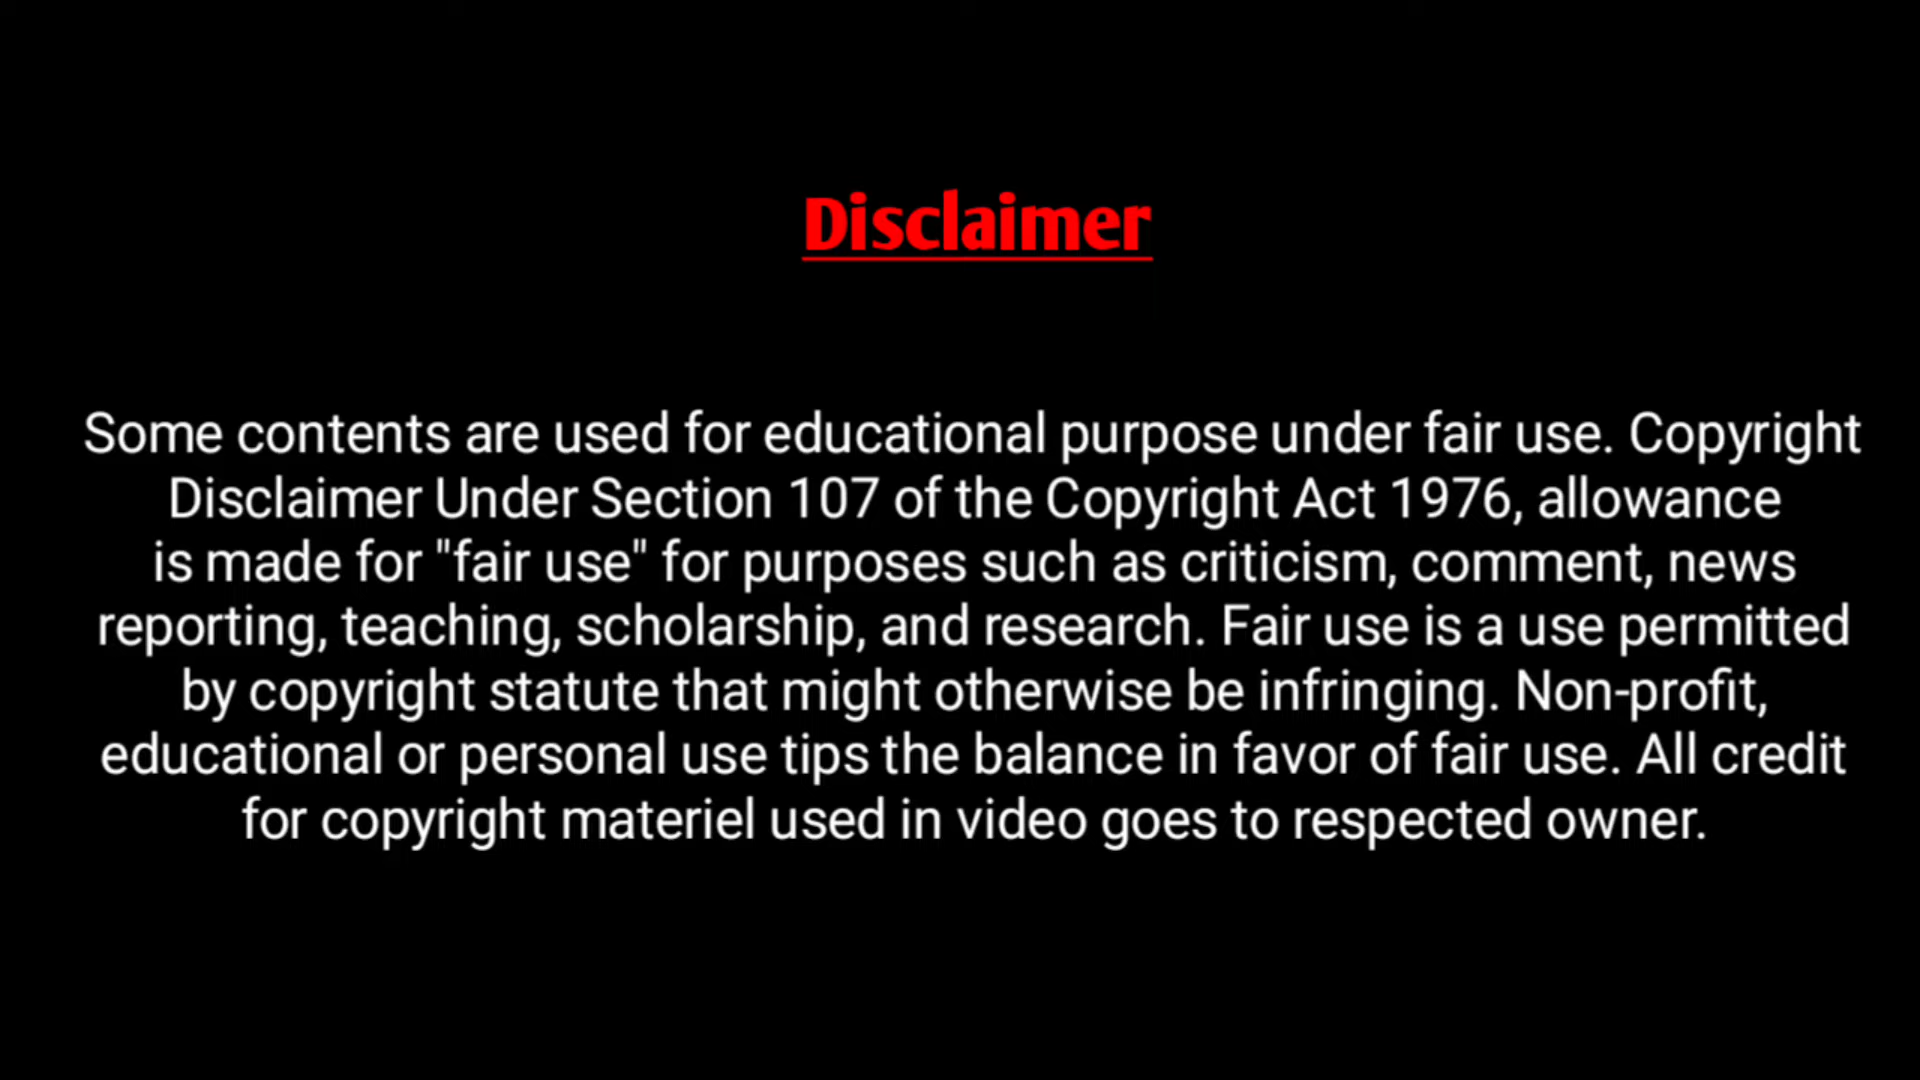 Disclaimer
Some contents are used for educational purpose under fair use. Copyright
Disclaimer Under Section 107 of the Copyright Act 1976, allowance
is made for "fair use" for purposes such as criticism, comment, news
reporting, teaching, scholarship, and research. Fair use is a use permitted
by copyright statute that might otherwise be infringing. Non-profit,
educational or personal use tips the balance in favor of fair use. All credit
for copyright materiel used in video goes to respected owner.